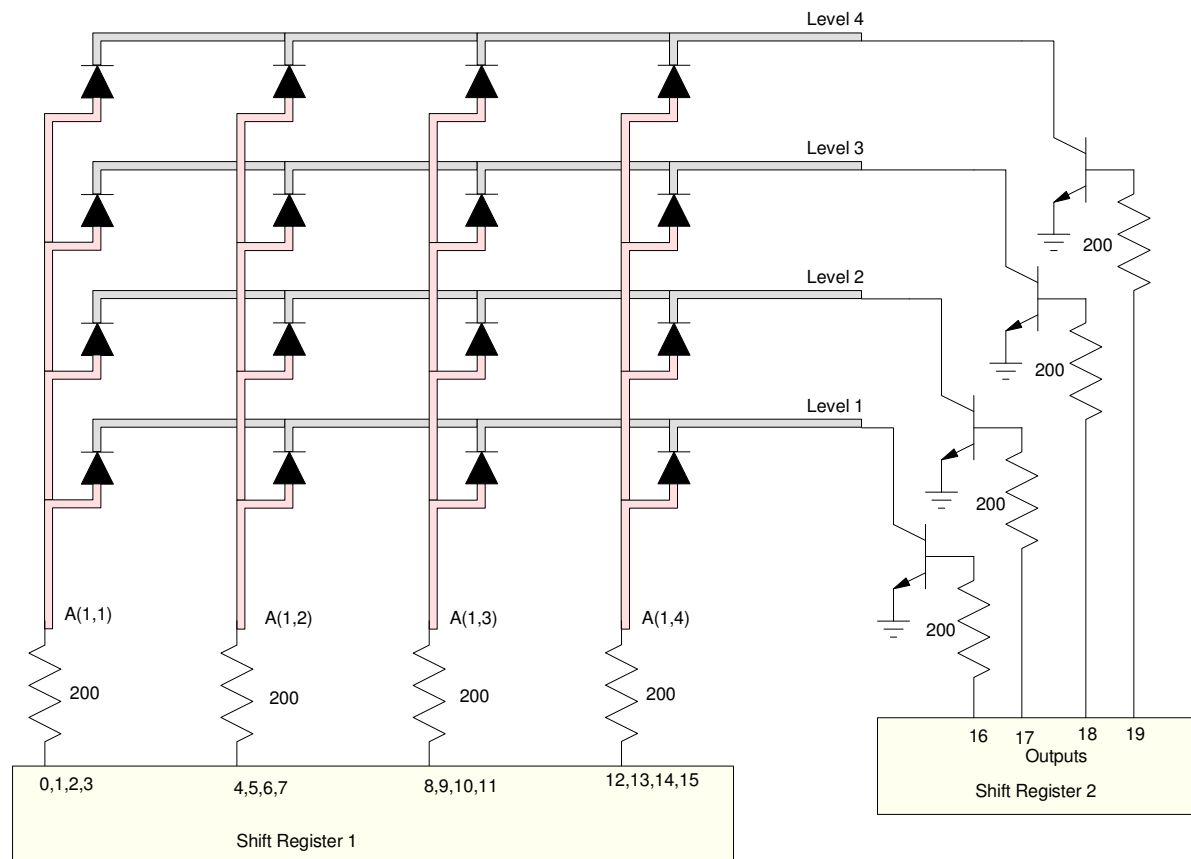 Level 4
Level 3
200
Level 2
200
Level 1
200
200
A(1,1)
A(1,2)
A(1,3)
A(1,4)
200
200
200
200
16
17
18
19
Outputs
Shift Register 2
0,1,2,3
4,5,6,7
8,9,10,11
12,13,14,15
Shift Register 1